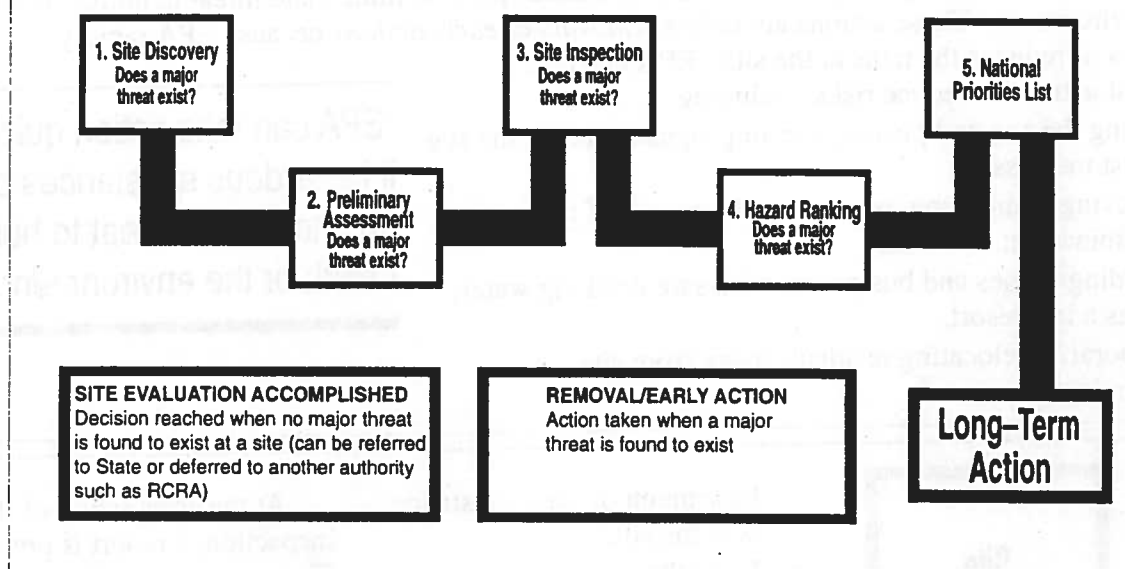 1. Site Discovery
Does a major
threat exist?
3. Site Inspection
Does a major
threat exist?
5. National
Priorities List
2. Preliminary
Assessment
Does a major
threat exist?
4. Hazard Ranking
Does a major
threat exist?
SITE EVALUATION ACCOMPLISHED
Decision reached when no major threat
is found to exist at a site (can be referred
to State or deferred to another authority
such as RCRA)
REMOVAL/EARLY ACTION
Action taken when a major
threat is found to exist
Long–Term
Action